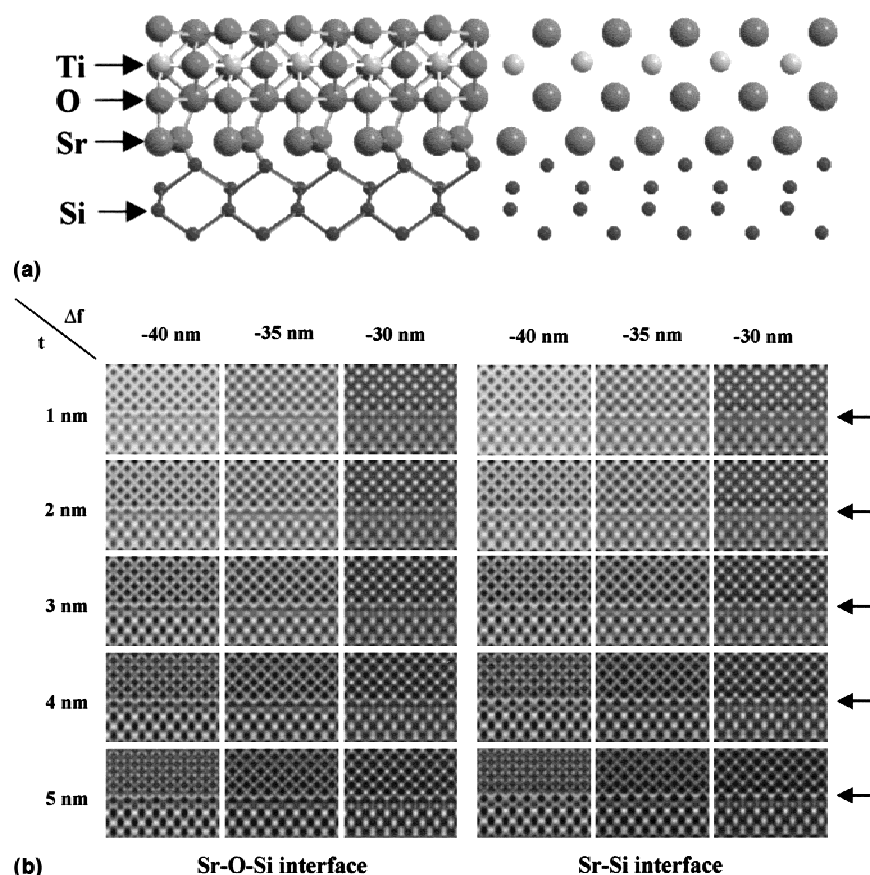 Ti
O
Sr
Si
(a)
Δf
t
-40 nm -35 nm -30 nm -40 nm -35 nm -30 nm
1 nm
2 nm
3 nm
4 nm
5 nm
(b) Sr-O-Si interface Sr-Si interface